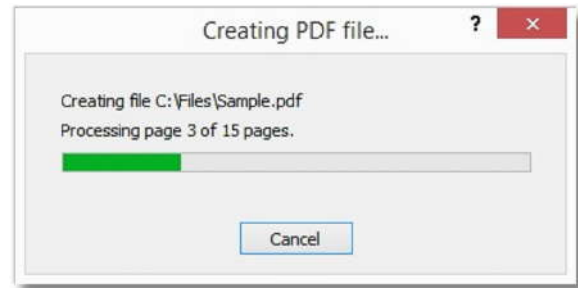 Creating PDF file...
?
Creating file C:\Files\Sample.pdf
Processing page 3 of 15 pages.
Cancel